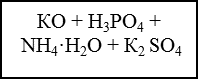 KO + H₃PO₄ +
NH₄·H₂O + K₂ SO₄